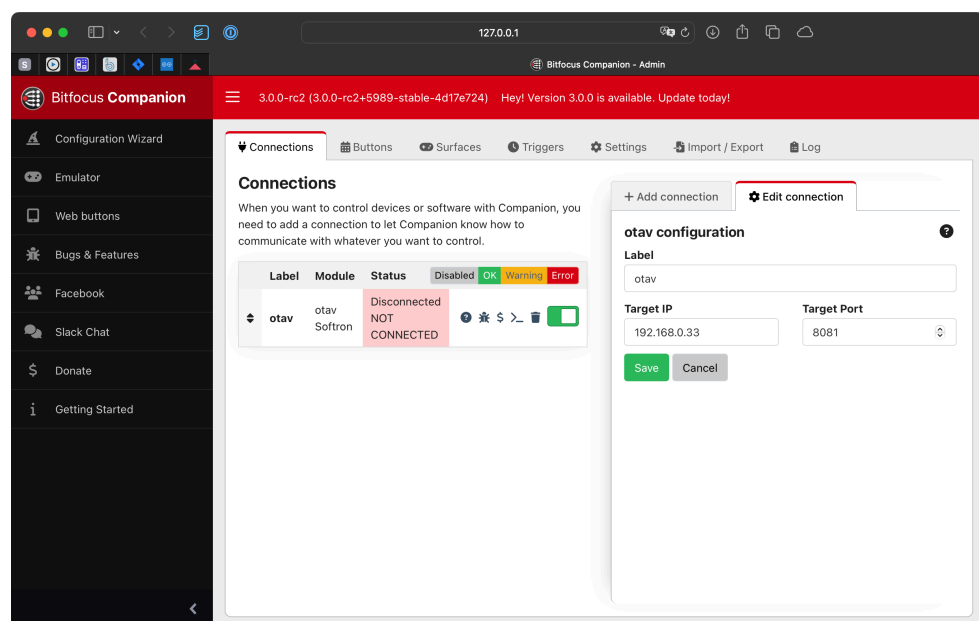 127.0.0.1
Bitfocus Companion - Admin
Bitfocus Companion
3.0.0-rc2 (3.0.0-rc2+5989-stable-4d17e724) Hey! Version 3.0.0 is available. Update today!
Configuration Wizard
Emulator
Web buttons
Bugs & Features
Facebook
Slack Chat
Donate
Getting Started
Connections Buttons Surfaces Triggers Settings Import / Export Log
Connections
When you want to control devices or software with Companion, you
need to add a connection to let Companion know how to
communicate with whatever you want to control.
Label Module Status Disabled OK Warning Error
otav otav Softron Disconnected
NOT
CONNECTED
+ Add connection Edit connection
otav configuration
Label
otav
Target IP Target Port
192.168.0.33 8081
Save Cancel